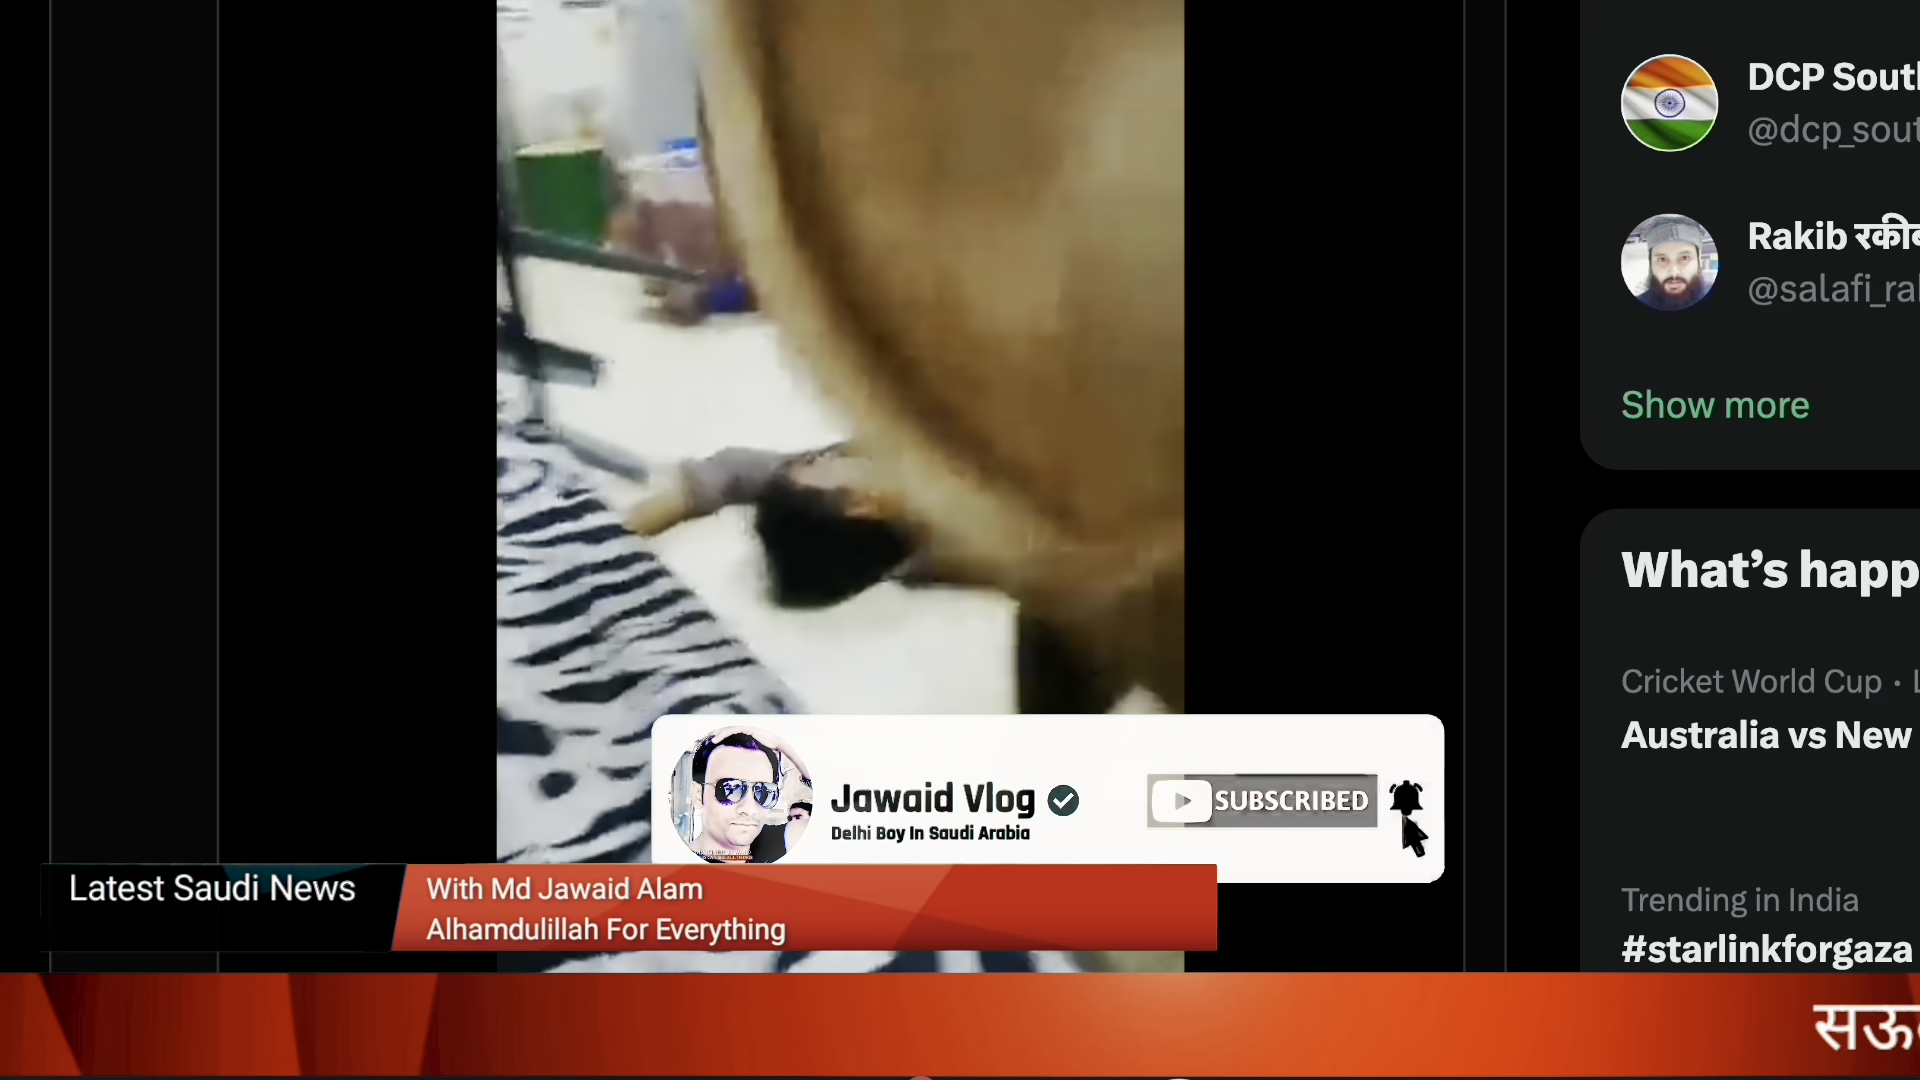 DCP South
@dcp_sout
Rakib रकीब
@salafi_ra
Show more
What's happ
Cricket World Cup ·
Australia vs New
Trending in India
#starlinkforgaza
Jawaid Vlog
Delhi Boy In Saudi Arabia
SUBSCRIBED
Latest Saudi News
With Md Jawaid Alam
Alhamdulillah For Everything
सऊ